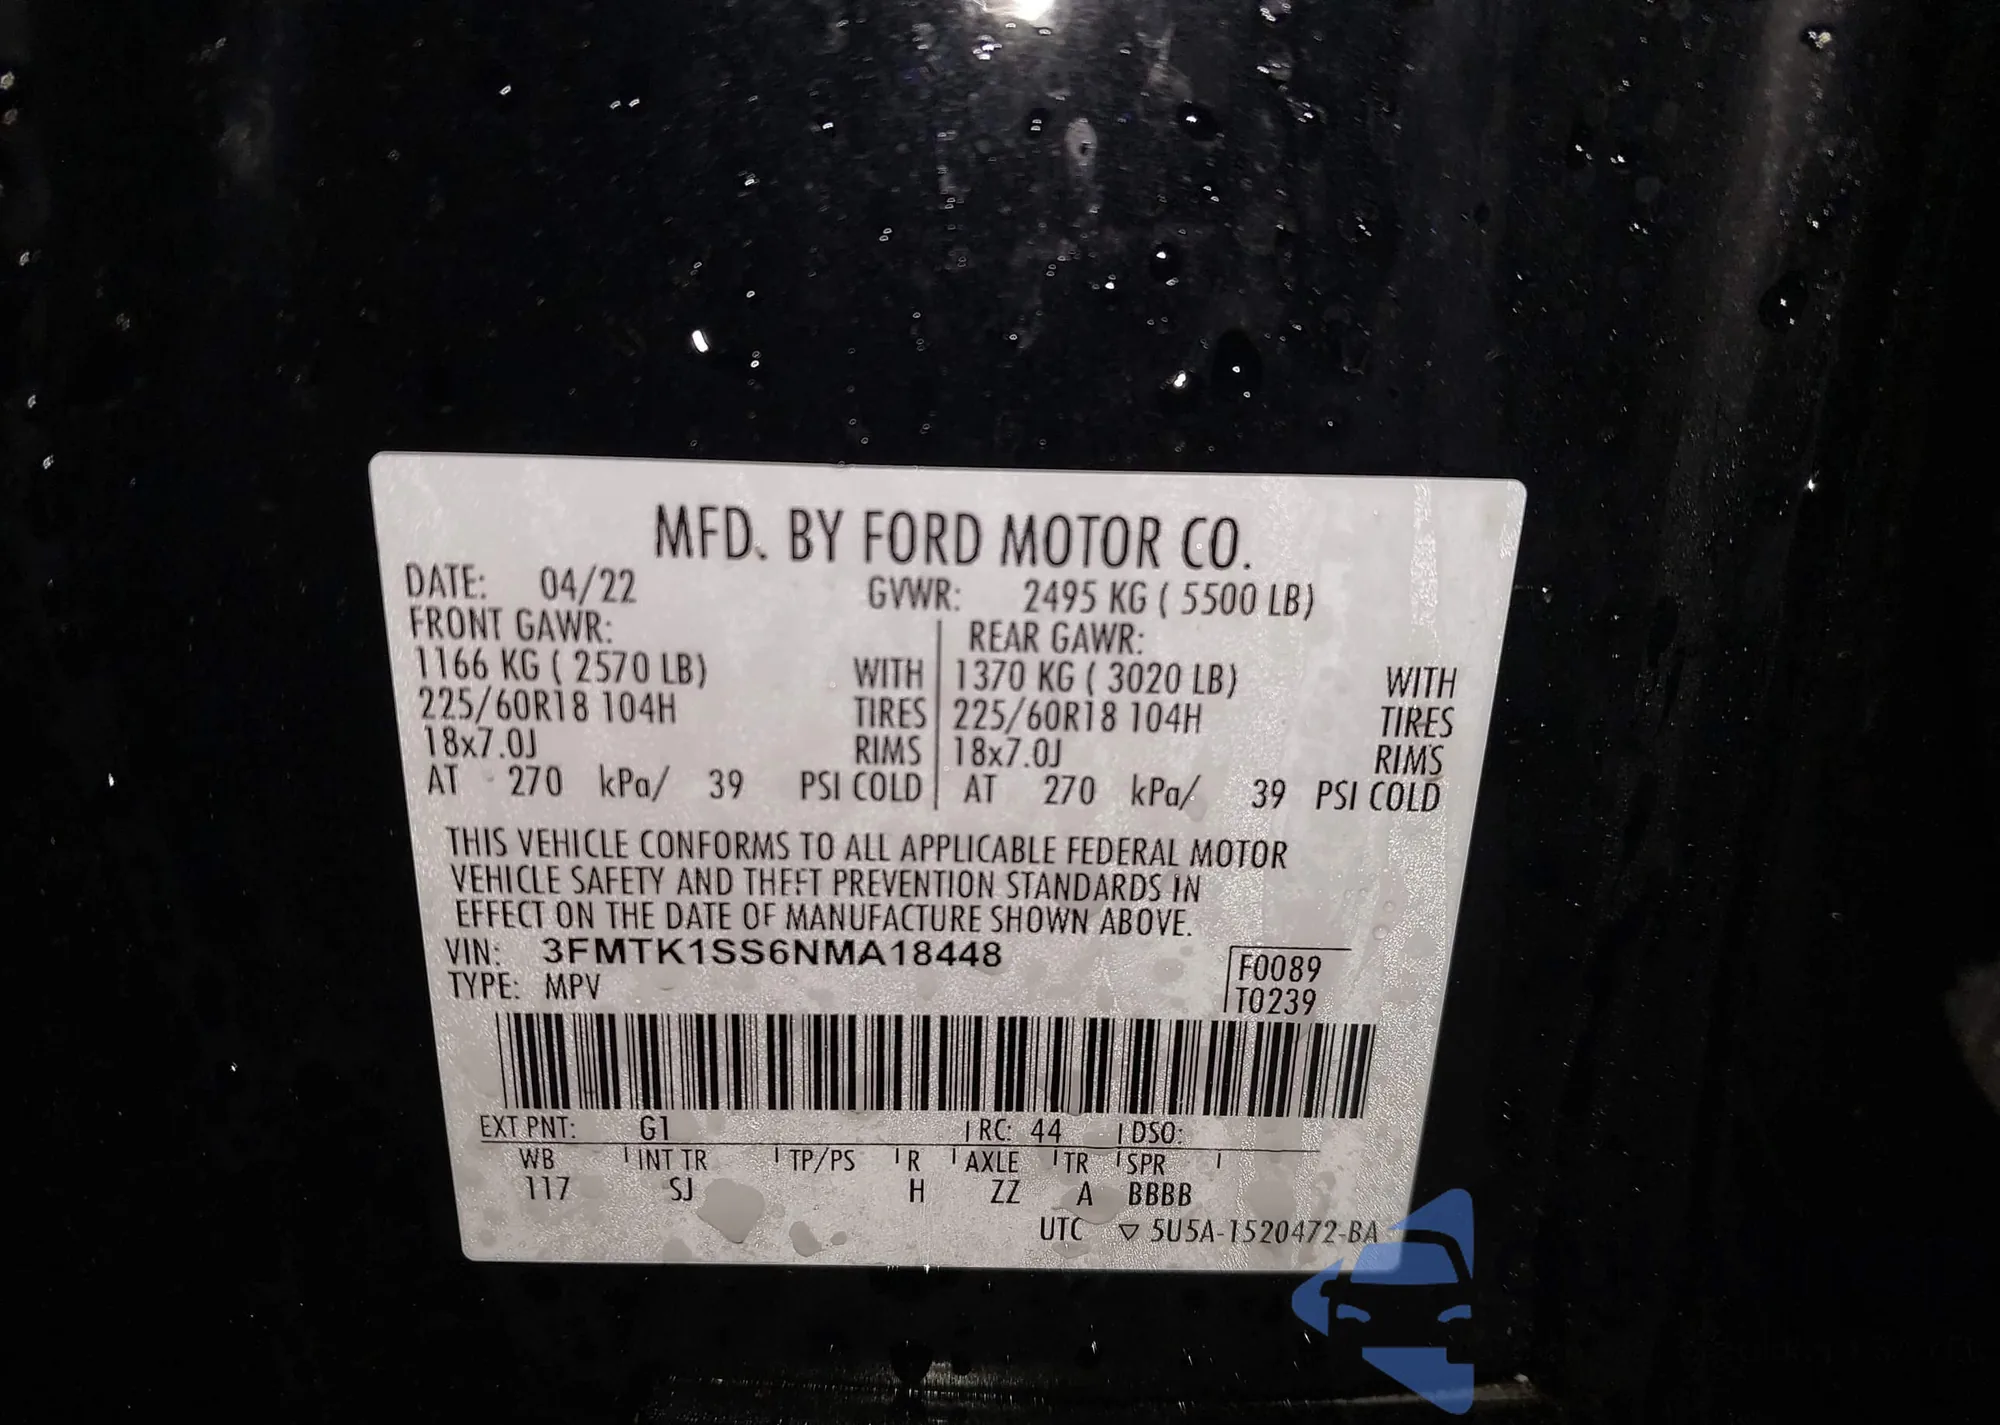 MFD. BY FORD MOTOR CO.
DATE: 04/22 GVWR: 2495 KG ( 5500 LB)
FRONT GAWR: REAR GAWR:
1166 KG ( 2570 LB) WITH 1370 KG ( 3020 LB) WITH
225/60R18 104H TIRES 225/60R18 104H TIRES
18x7.0J RIMS 18x7.0J RIMS
AT 270 kPa/ 39 PSI COLD AT 270 kPa/ 39 PSI COLD
THIS VEHICLE CONFORMS TO ALL APPLICABLE FEDERAL MOTOR
VEHICLE SAFETY AND THEFT PREVENTION STANDARDS IN
EFFECT ON THE DATE OF MANUFACTURE SHOWN ABOVE.
VIN: 3FMTK1SS6NMA18448 F0089
TYPE: MPV T0239
EXT PNT: G1 RC: 44 DSO:
WB INT TR TP/PS R AXLE TR SPR
117 SJ H ZZ A BBBB
UTC ▽ 5U5A-1520472-BA